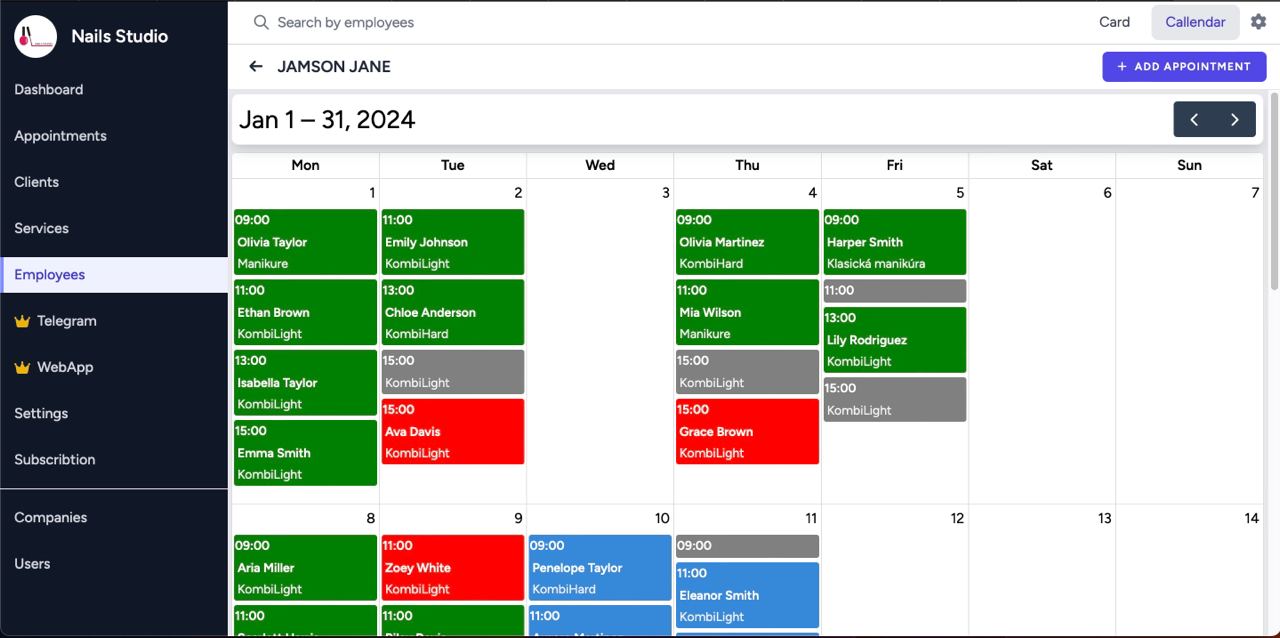 Nails Studio
Dashboard
Appointments
Clients
Services
Employees
Telegram
WebApp
Settings
Subscribtion
Companies
Users
Search by employees
Card
Callendar
JAMSON JANE
+ ADD APPOINTMENT
Jan 1 – 31, 2024
Mon
Tue
Wed
Thu
Fri
Sat
Sun
1
09:00
Olivia Taylor
Manikure
11:00
Ethan Brown
KombiLight
13:00
Isabella Taylor
KombiLight
15:00
Emma Smith
KombiLight
2
11:00
Emily Johnson
KombiLight
13:00
Chloe Anderson
KombiHard
15:00
KombiLight
15:00
Ava Davis
KombiLight
3
4
09:00
Olivia Martinez
KombiHard
11:00
Mia Wilson
Manikure
15:00
KombiLight
15:00
Grace Brown
KombiLight
5
09:00
Harper Smith
Klasická manikúra
11:00
13:00
Lily Rodriguez
KombiLight
15:00
KombiLight
6
7
8
09:00
Aria Miller
KombiLight
11:00
9
11:00
Zoey White
KombiLight
11:00
10
09:00
Penelope Taylor
KombiHard
11:00
11
09:00
11:00
Eleanor Smith
KombiLight
12
13
14